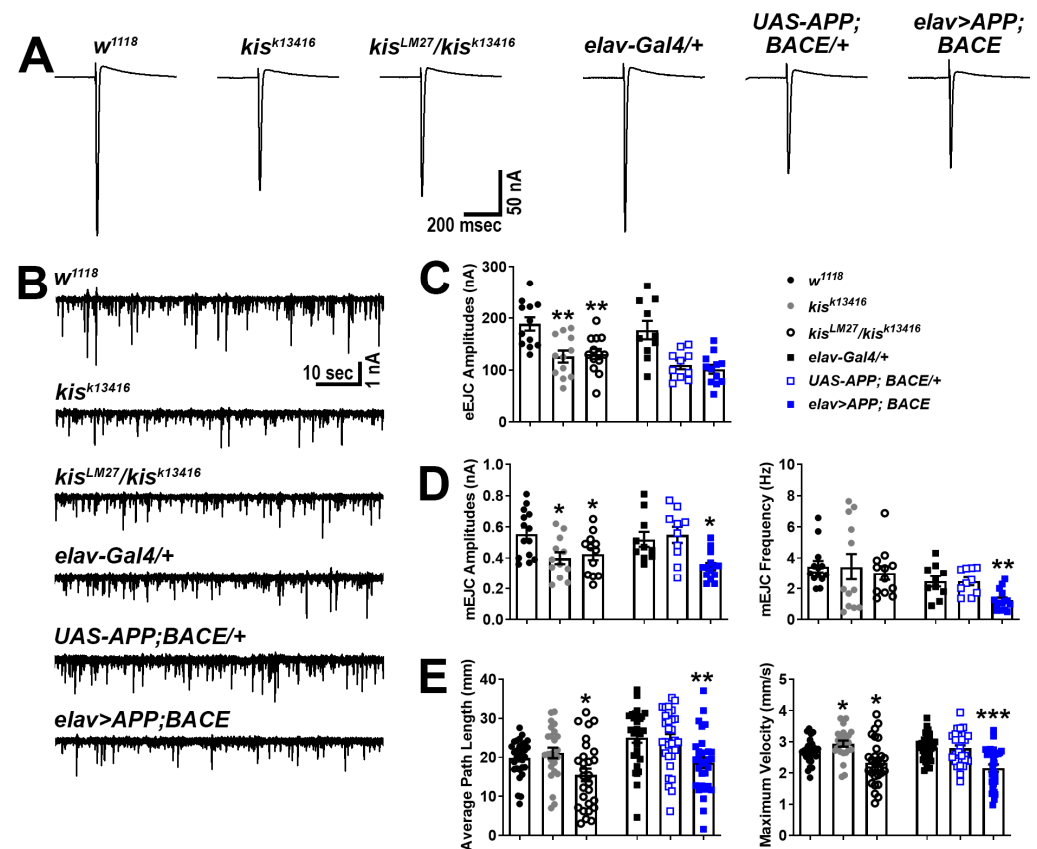 A
w1118
kisk13416
kisLM27/kisk13416
elav-Gal4/+
UAS-APP;
BACE/+
elav>APP;
BACE
50 nA
200 msec
B
w1118
10 sec
1 nA
kisk13416
kisLM27/kisk13416
elav-Gal4/+
UAS-APP;BACE/+
elav>APP;BACE
C
eEJC Amplitudes (nA)
300
200
100
0
**
**
w1118
kisk13416
kisLM27/kisk13416
elav-Gal4/+
UAS-APP; BACE/+
elav>APP; BACE
D
mEJC Amplitudes (nA)
1.0
0.8
0.6
0.4
0.2
0.0
*
*
*
mEJC Frequency (Hz)
10
8
6
4
2
0
**
E
Average Path Length (mm)
40
30
20
10
0
*
**
Maximum Velocity (mm/s)
5
4
3
2
1
0
*
*
***